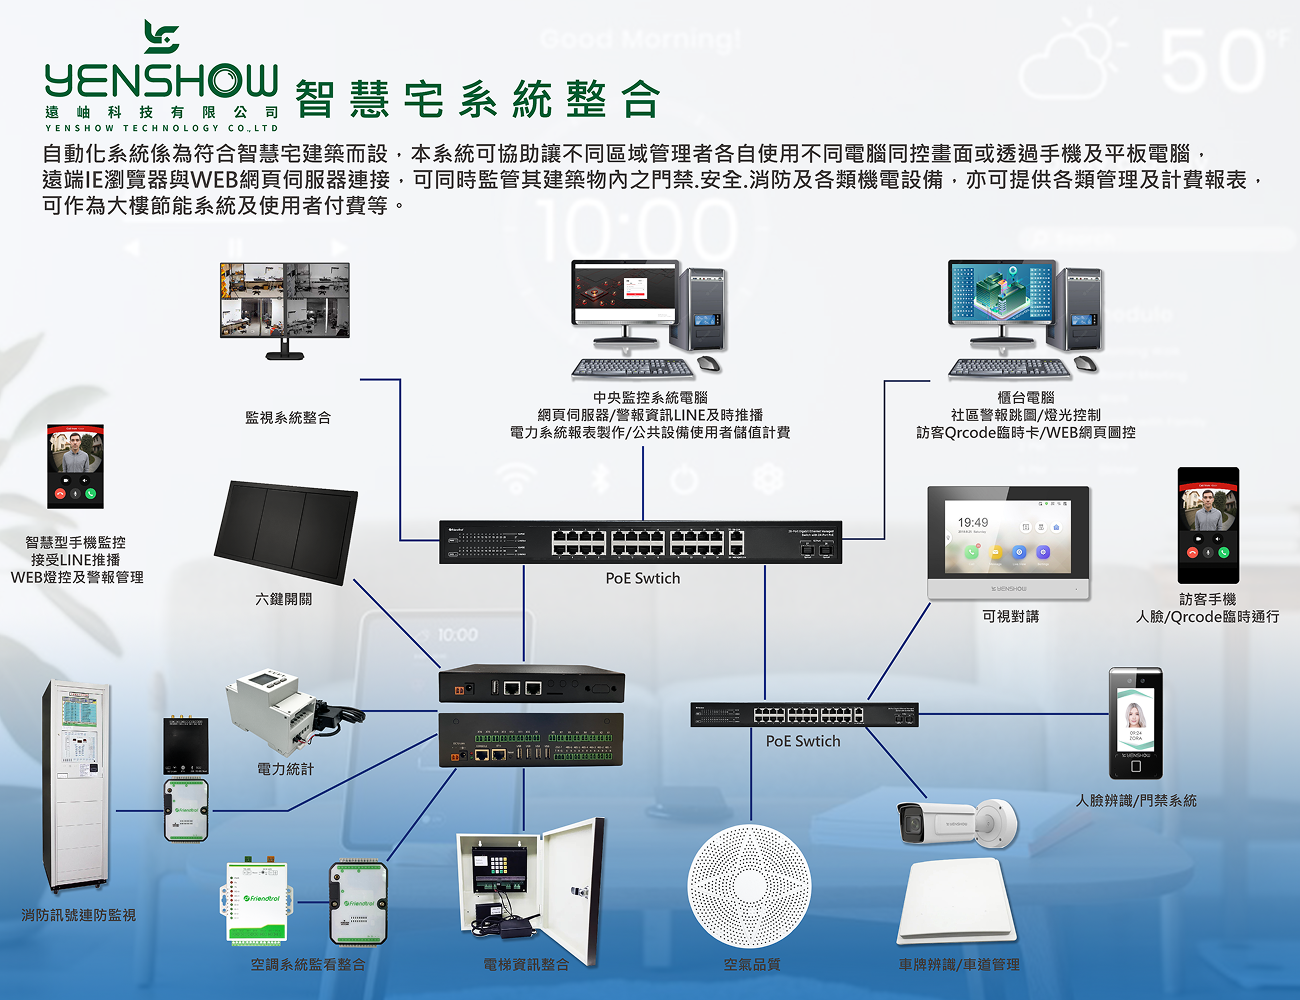 Good Morning!
50°F
YENSHOW
遠岫科技有限公司
YENSHOW TECHNOLOGY CO.,LTD
智慧宅系統整合
自動化系統係為符合智慧宅建築而設，本系統可協助讓不同區域管理者各自使用不同電腦同控畫面或透過手機及平板電腦，
遠端IE瀏覽器與WEB網頁伺服器連接，可同時監管其建築物內之門禁.安全.消防及各類機電設備，亦可提供各類管理及計費報表，
可作為大樓節能系統及使用者付費等。
10:00
監視系統整合
中央監控系統電腦
網頁伺服器/警報資訊LINE及時推播
電力系統報表製作/公共設備使用者儲值計費
櫃台電腦
社區警報跳圖/燈光控制
訪客Qrcode臨時卡/WEB網頁圖控
智慧型手機監控
接受LINE推播
WEB燈控及警報管理
六鍵開關
PoE Swtich
19:49
YENSHOW
可視對講
訪客手機
人臉/Qrcode臨時通行
10:00
電力統計
PoE Swtich
09:24
ZORA
YENSHOW
人臉辨識/門禁系統
Friendtrol
消防訊號連防監視
Friendtrol
Friendtrol
空調系統監看整合
電梯資訊整合
空氣品質
車牌辨識/車道管理